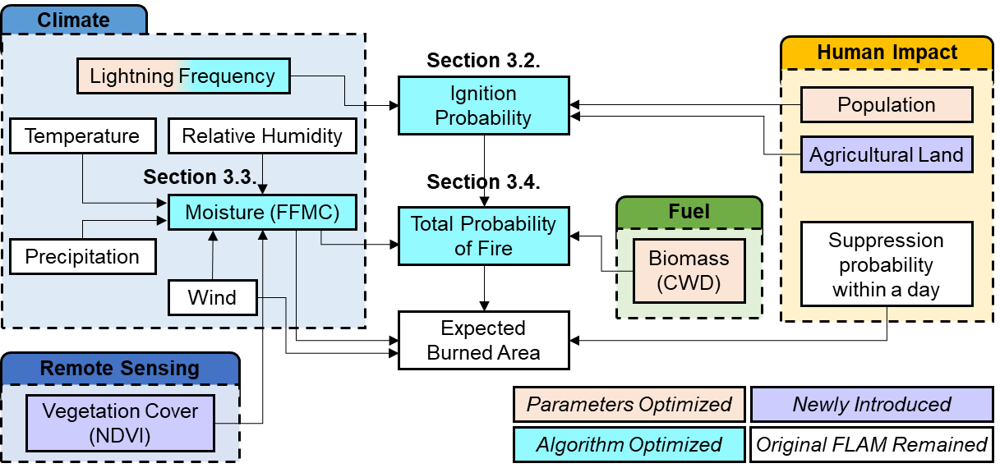 Climate
Lightning Frequency
Temperature
Relative Humidity
Section 3.3.
Moisture (FFMC)
Precipitation
Wind
Remote Sensing
Vegetation Cover
(NDVI)
Section 3.2.
Ignition
Probability
Section 3.4.
Total Probability
of Fire
Expected
Burned Area
Fuel
Biomass
(CWD)
Human Impact
Population
Agricultural Land
Suppression
probability
within a day
Parameters Optimized
Newly Introduced
Algorithm Optimized
Original FLAM Remained